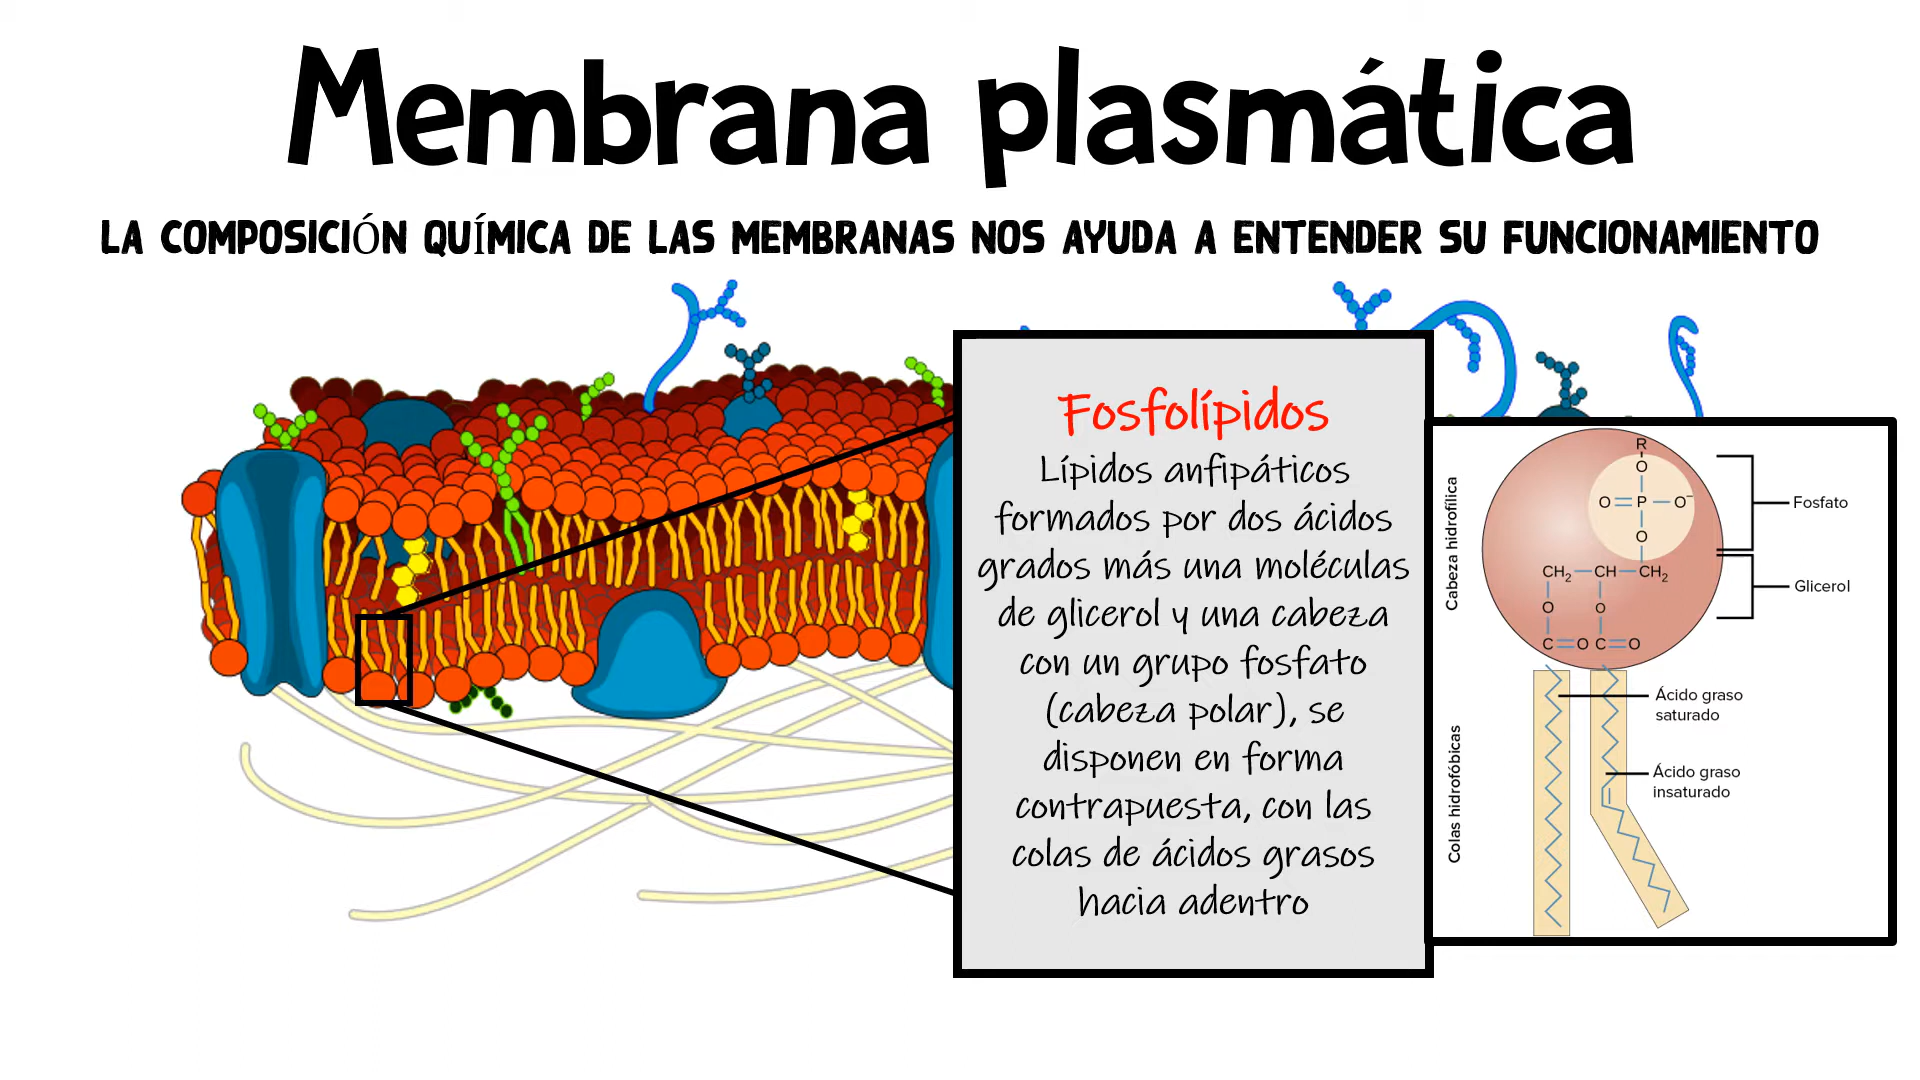 Membrana plasmática
LA COMPOSICIÓN QUÍMICA DE LAS MEMBRANAS NOS AYUDA A ENTENDER SU FUNCIONAMIENTO
Fosfolípidos
Lípidos anfipáticos
formados por dos ácidos
grados más una moléculas
de glicerol y una cabeza
con un grupo fosfato
(cabeza polar), se
disponen en forma
contrapuesta, con las
colas de ácidos grasos
hacia adentro
Cabeza hidrofílica
R
O
O=P—O⁻
O
CH₂—CH—CH₂
O O
C=O C=O
Fosfato
Glicerol
Colas hidrofóbicas
Ácido graso
saturado
Ácido graso
insaturado